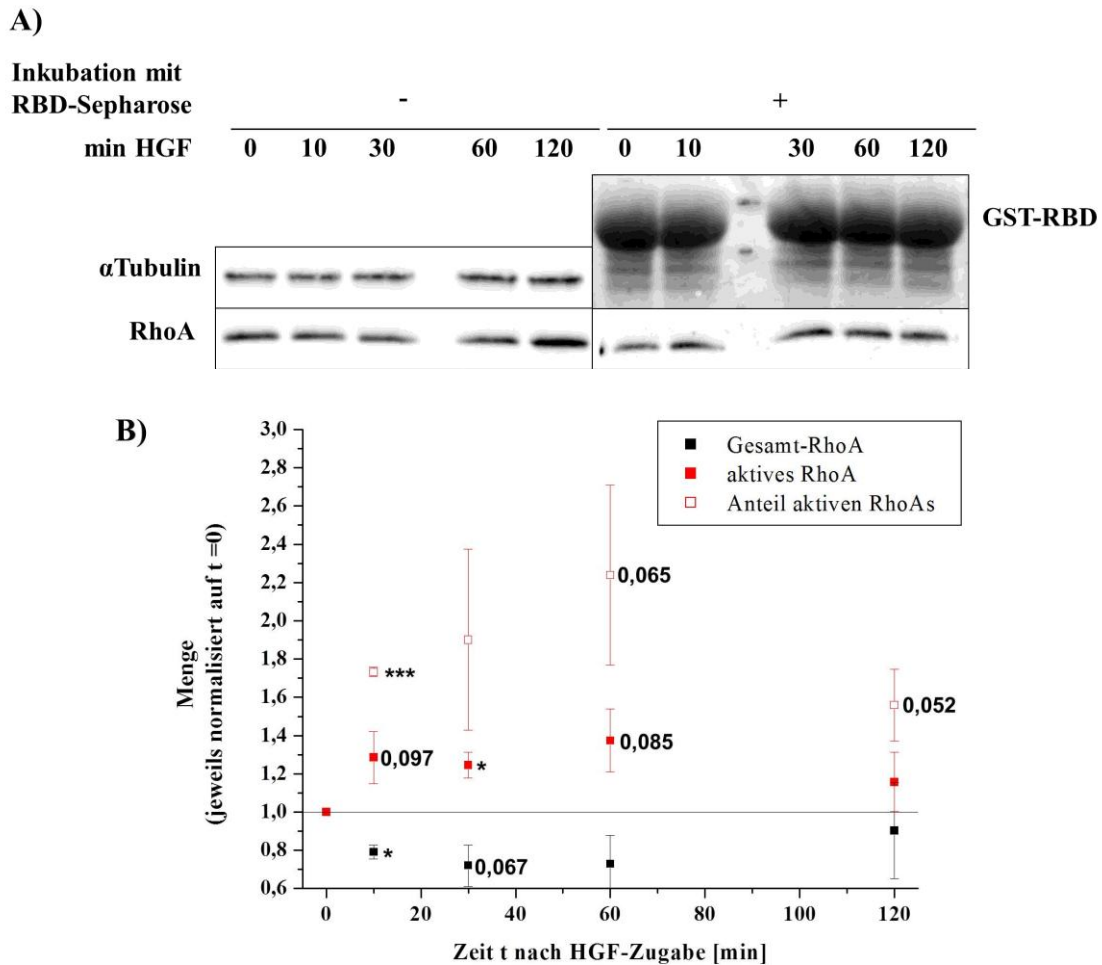 A)
Inkubation mit
RBD-Sepharose - +
min HGF 0 10 30 60 120 0 10 30 60 120
GST-RBD
αTubulin
RhoA
B)
3,0
2,8
2,6
2,4
2,2
2,0
1,8
1,6
1,4
1,2
1,0
0,8
0,6
Menge
(jeweils normalisiert auf t =0)
Gesamt-RhoA
aktives RhoA
Anteil aktiven RhoAs
0,065
***
0,097
*
0,085
0,052
*
0,067
0 20 40 60 80 100 120
Zeit t nach HGF-Zugabe [min]